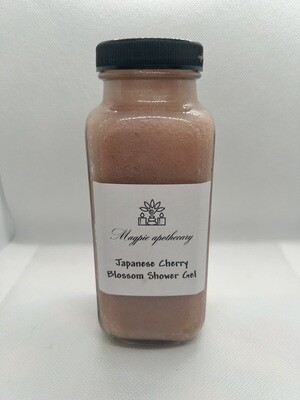 Magpie apothecary
Japanese Cherry
Blossom Shower Gel